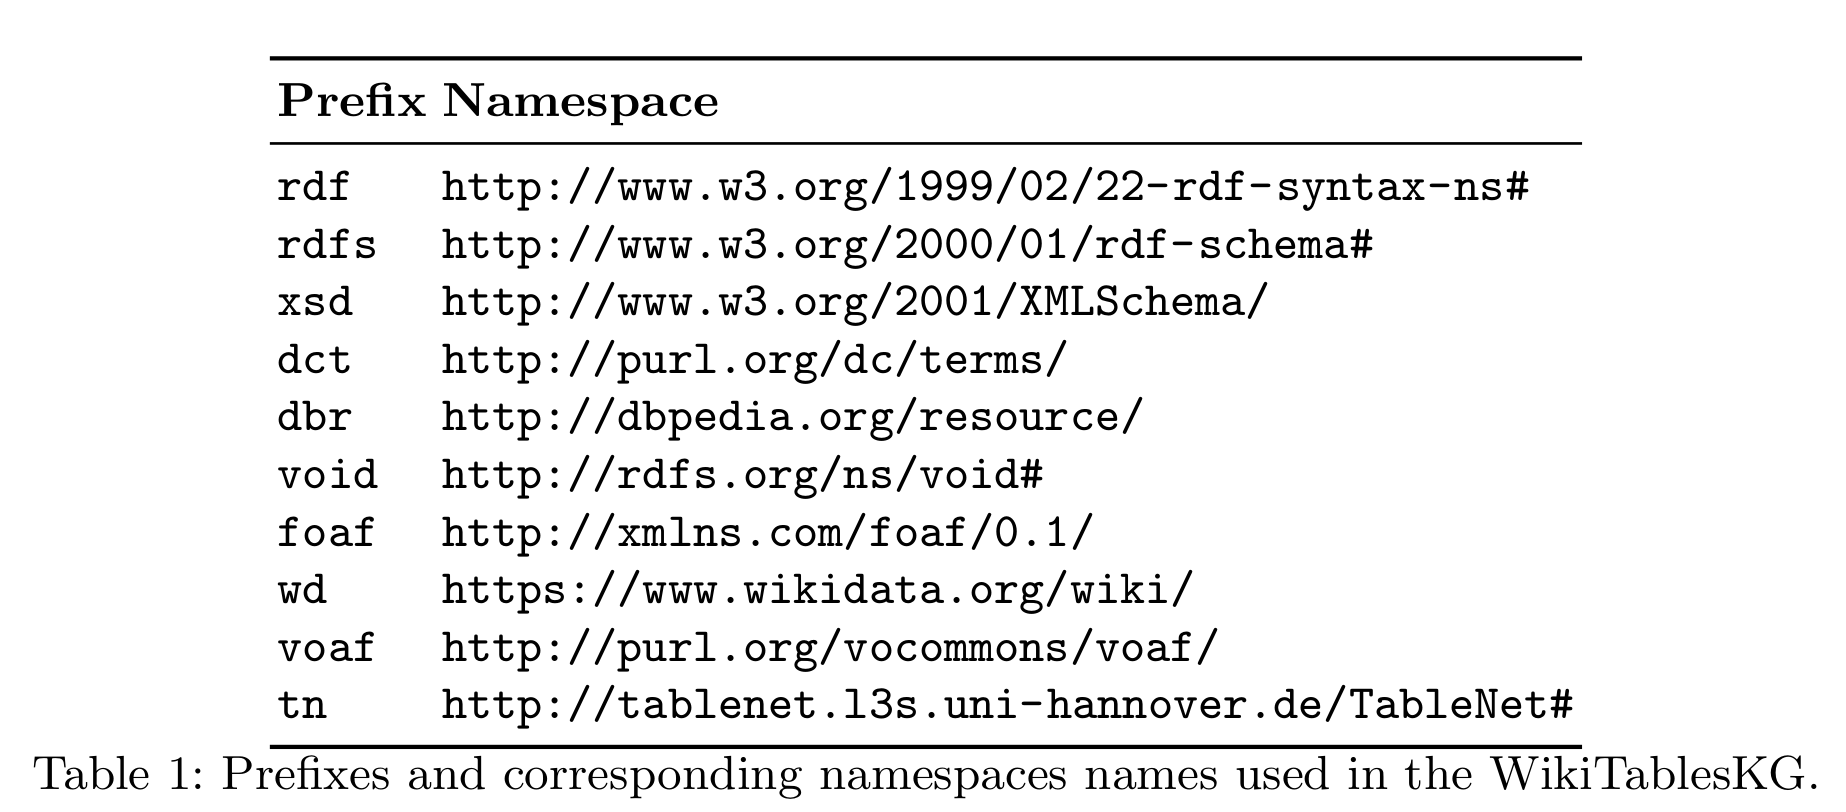 Prefix Namespace
rdf http://www.w3.org/1999/02/22-rdf-syntax-ns#
rdfs http://www.w3.org/2000/01/rdf-schema#
xsd http://www.w3.org/2001/XMLSchema/
dct http://purl.org/dc/terms/
dbr http://dbpedia.org/resource/
void http://rdfs.org/ns/void#
foaf http://xmlns.com/foaf/0.1/
wd https://www.wikidata.org/wiki/
voaf http://purl.org/vocommons/voaf/
tn http://tablenet.l3s.uni-hannover.de/TableNet#
Table 1: Prefixes and corresponding namespaces names used in the WikiTablesKG.